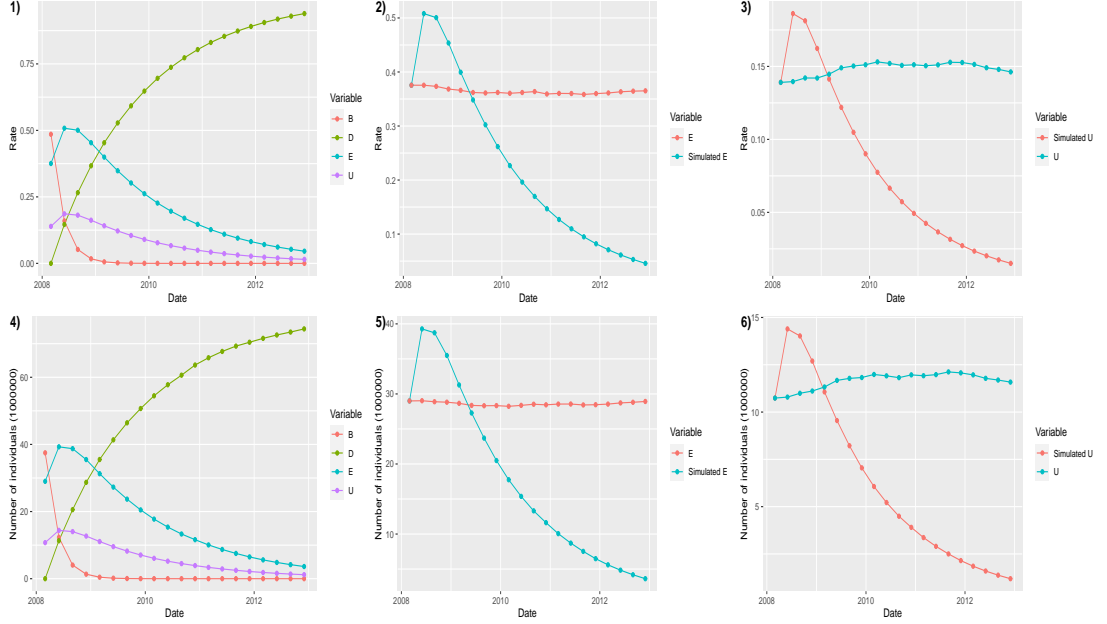 1)
Rate
0.75
0.50
0.25
0.00
2008
2010
2012
Date
Variable
B
D
E
U
2)
Rate
0.5
0.4
0.3
0.2
0.1
2008
2010
2012
Date
Variable
E
Simulated E
3)
Rate
0.15
0.10
0.05
2008
2010
2012
Date
Variable
Simulated U
U
4)
Number of individuals (1000000)
60
40
20
0
2008
2010
2012
Date
Variable
B
D
E
U
5)
Number of individuals (1000000)
40
30
20
10
2008
2010
2012
Date
Variable
E
Simulated E
6)
Number of individuals (1000000)
15
10
5
2008
2010
2012
Date
Variable
Simulated U
U